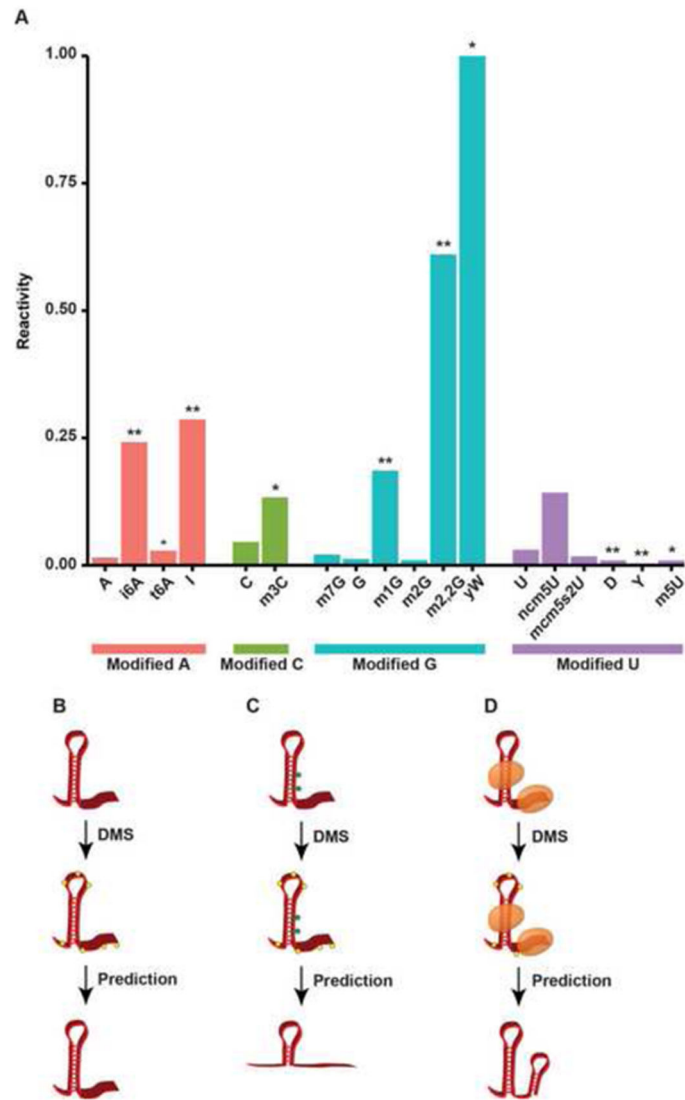 A
1.00
0.75
0.50
0.25
0.00
Reactivity
** * ** * ** ** * ** ** *
A i6A t6A I C m3C m7G G m1G m2G m2,2G yW U ncm5U mcm5s2U D Y m5U
Modified A Modified C Modified G Modified U
B C D
DMS DMS DMS
Prediction Prediction Prediction